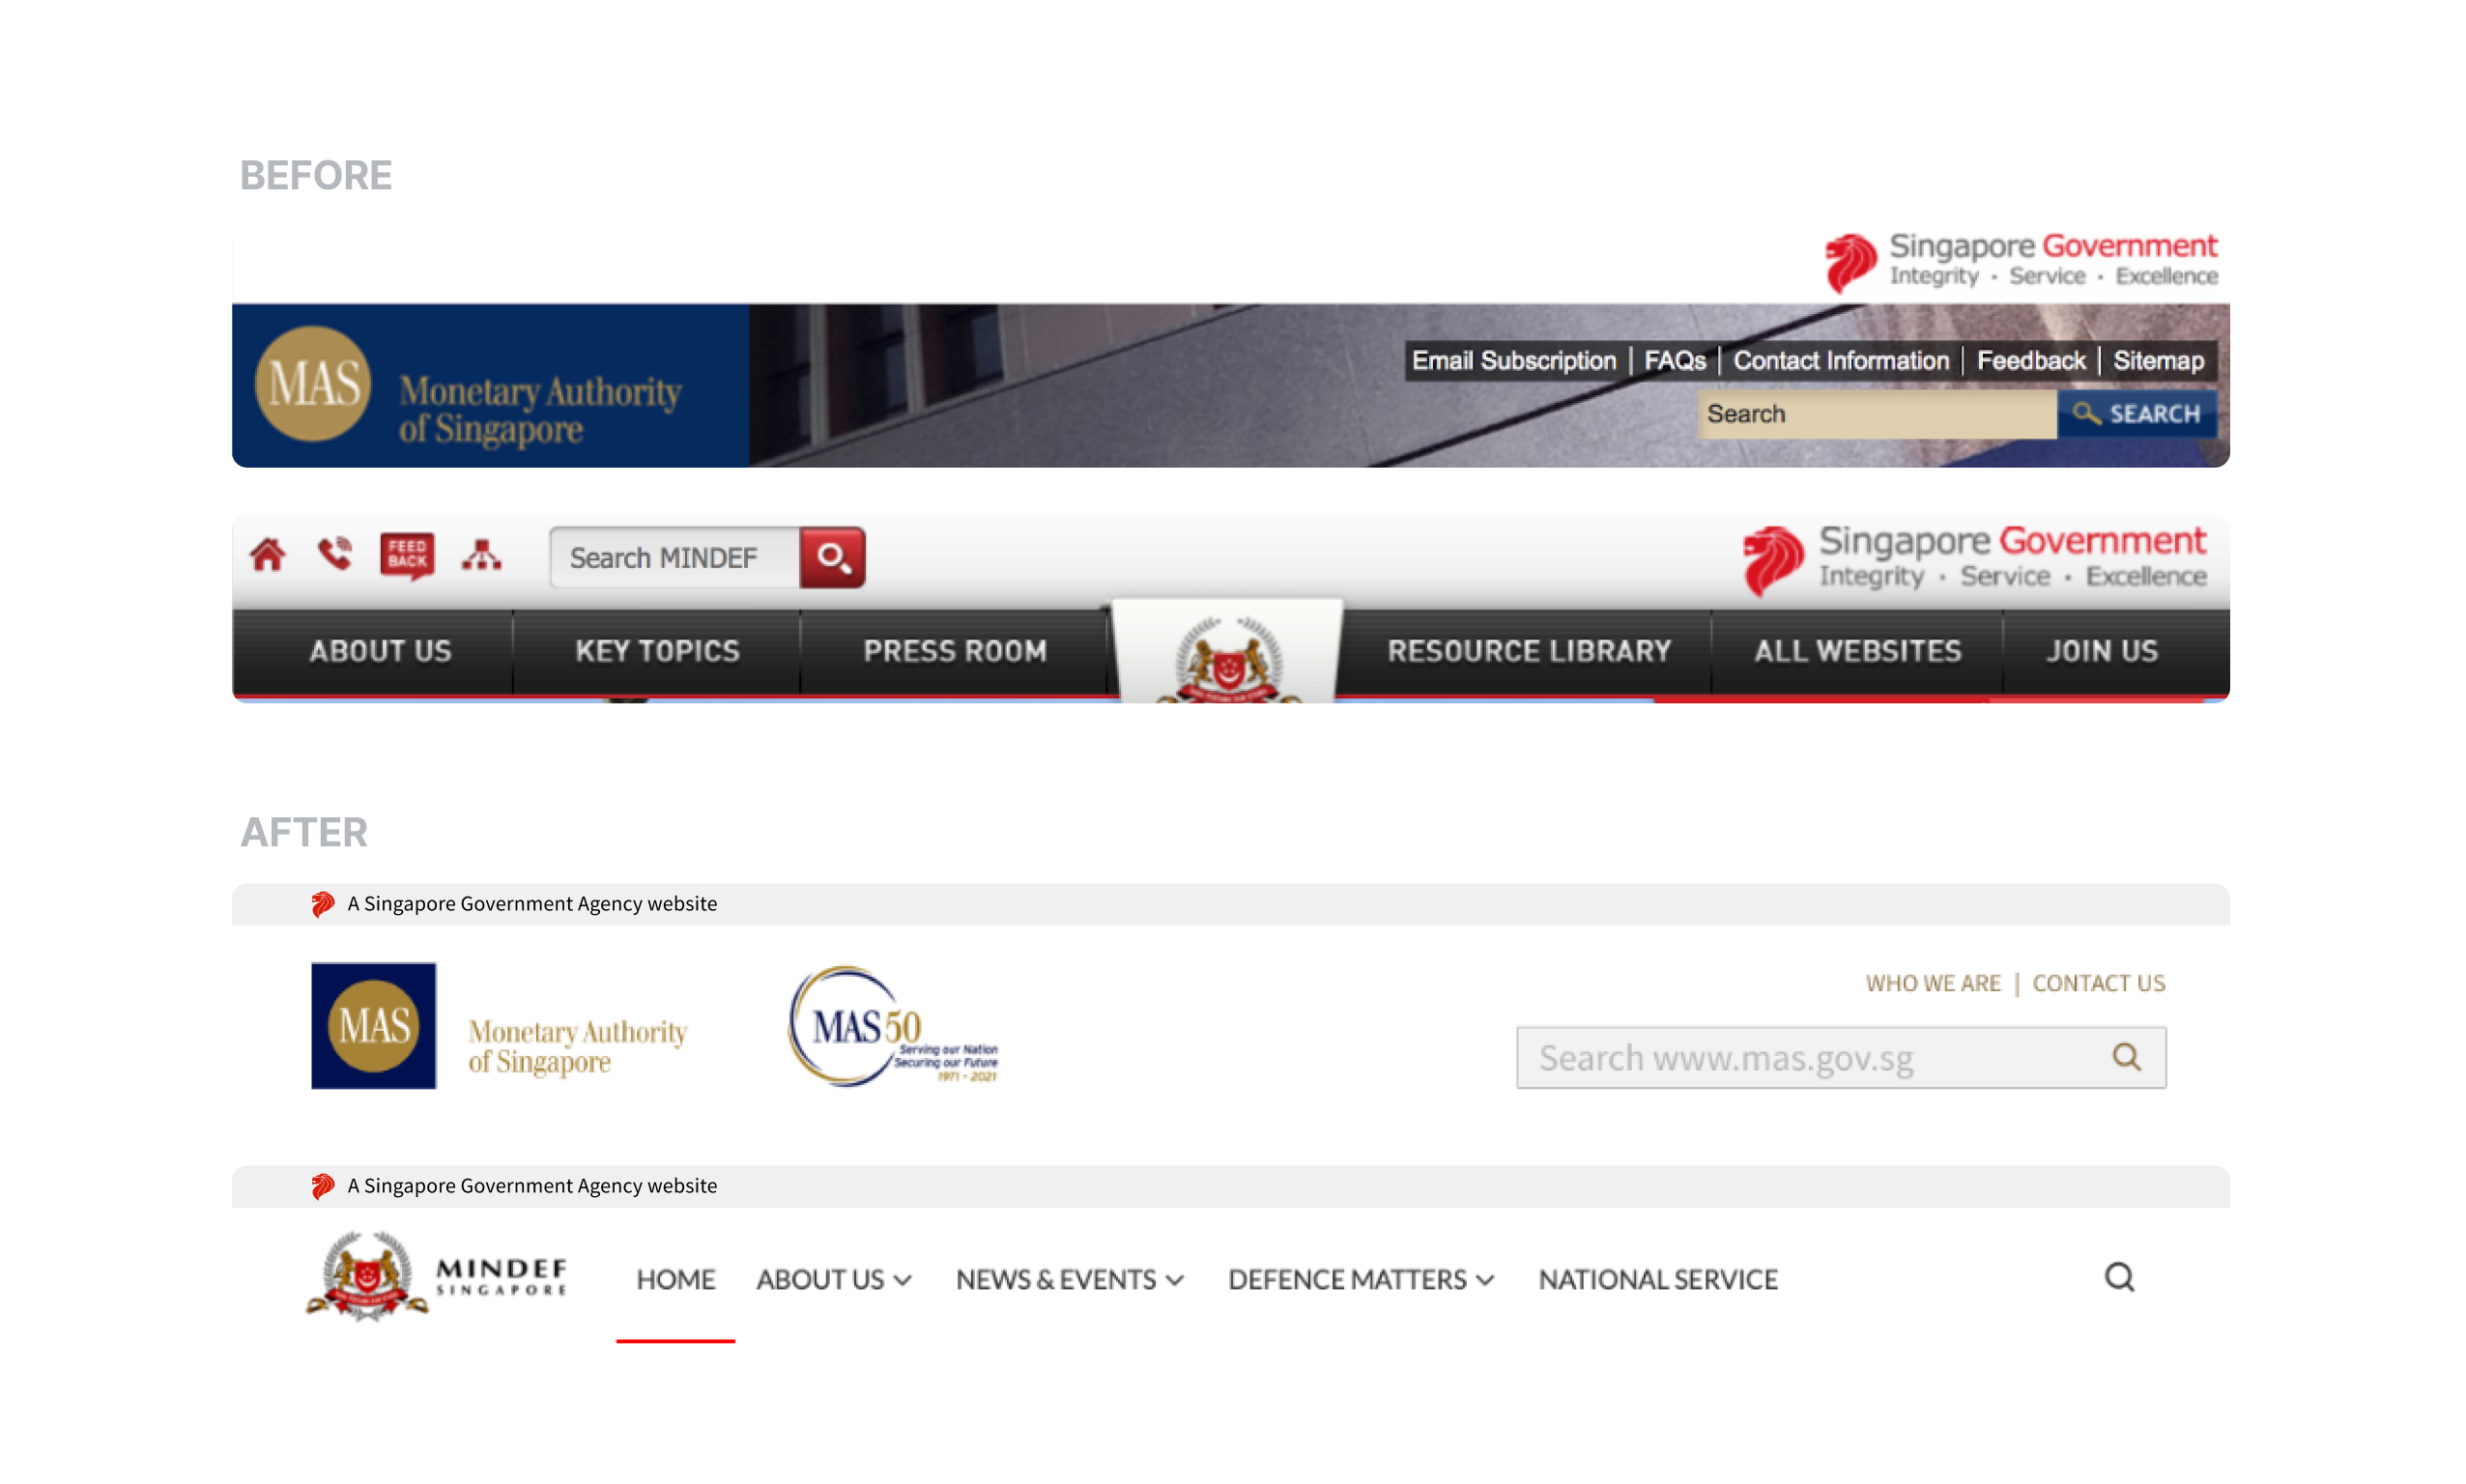 BEFORE
Singapore Government
Integrity · Service · Excellence
MAS
Monetary Authority
of Singapore
Email Subscription | FAQs | Contact Information | Feedback | Sitemap
Search
SEARCH
FEED
BACK
Search MINDEF
Singapore Government
Integrity · Service · Excellence
ABOUT US
KEY TOPICS
PRESS ROOM
RESOURCE LIBRARY
ALL WEBSITES
JOIN US
AFTER
A Singapore Government Agency website
MAS
Monetary Authority
of Singapore
MAS 50
Serving our Nation
Securing our Future
1971 - 2021
WHO WE ARE | CONTACT US
Search www.mas.gov.sg
A Singapore Government Agency website
MINDEF
SINGAPORE
HOME
ABOUT US
NEWS & EVENTS
DEFENCE MATTERS
NATIONAL SERVICE